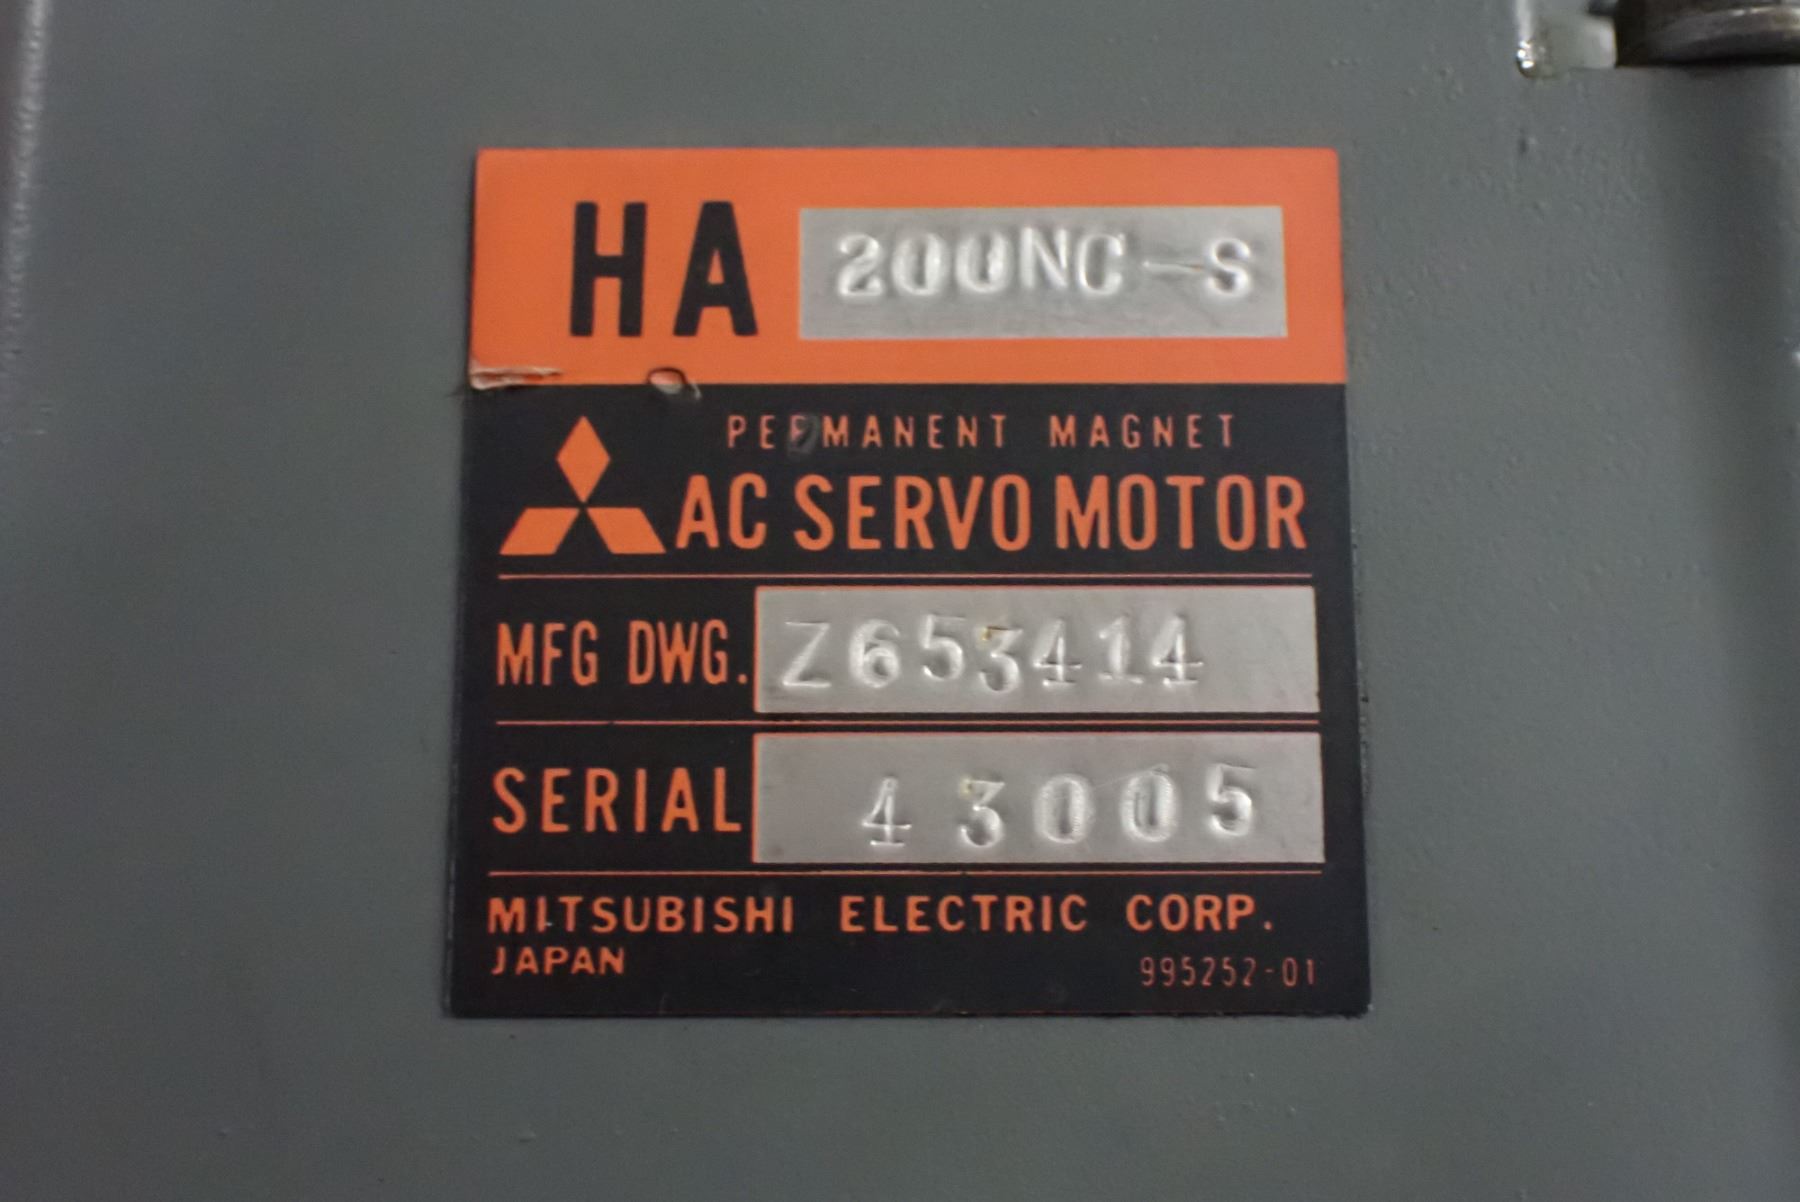 HA 200NC-S
PERMANENT MAGNET
AC SERVO MOTOR
MFG DWG. Z653414
SERIAL 43005
MITSUBISHI ELECTRIC CORP.
JAPAN 995252-01